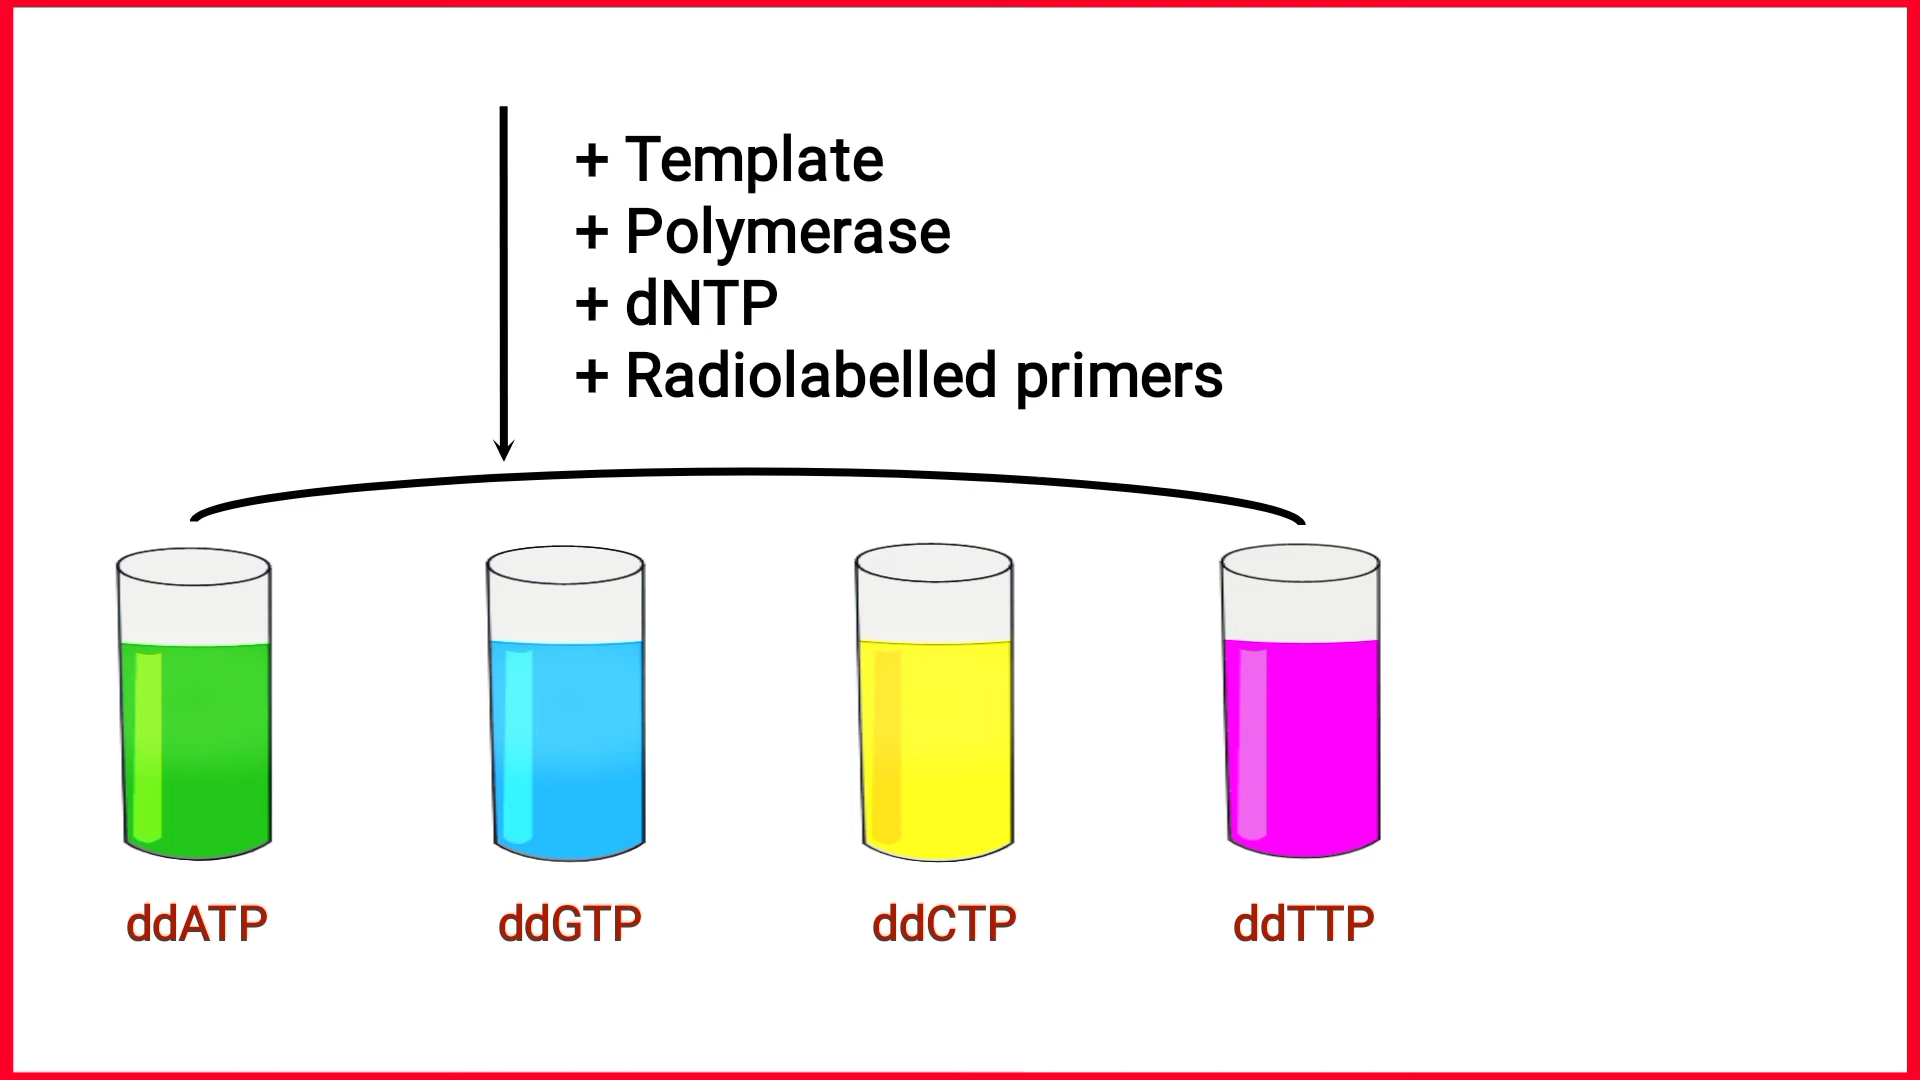 + Template
+ Polymerase
+ dNTP
+ Radiolabelled primers
ddATP ddGTP ddCTP ddTTP